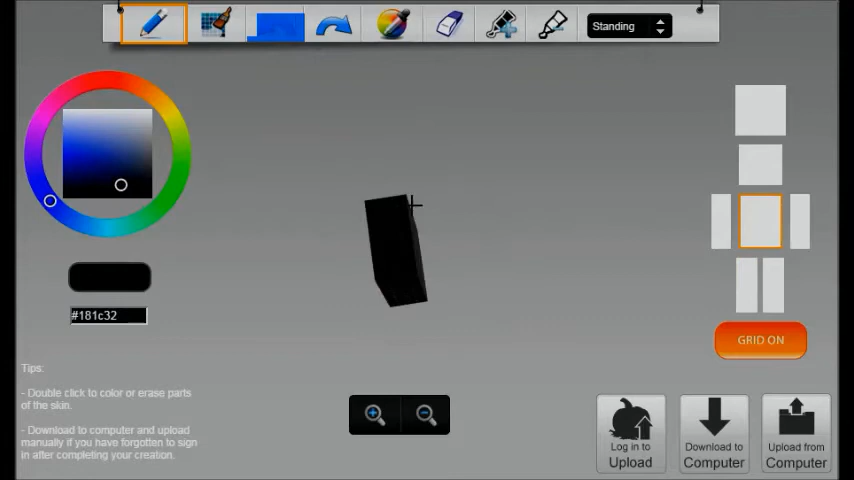 Standing
#181c32
GRID ON
Tips:
- Double click to color or erase parts
of the skin.
- Download to computer and upload
manually if you have forgotten to sign
in after completing your creation.
Log in to
Upload
Download to
Computer
Upload from
Computer